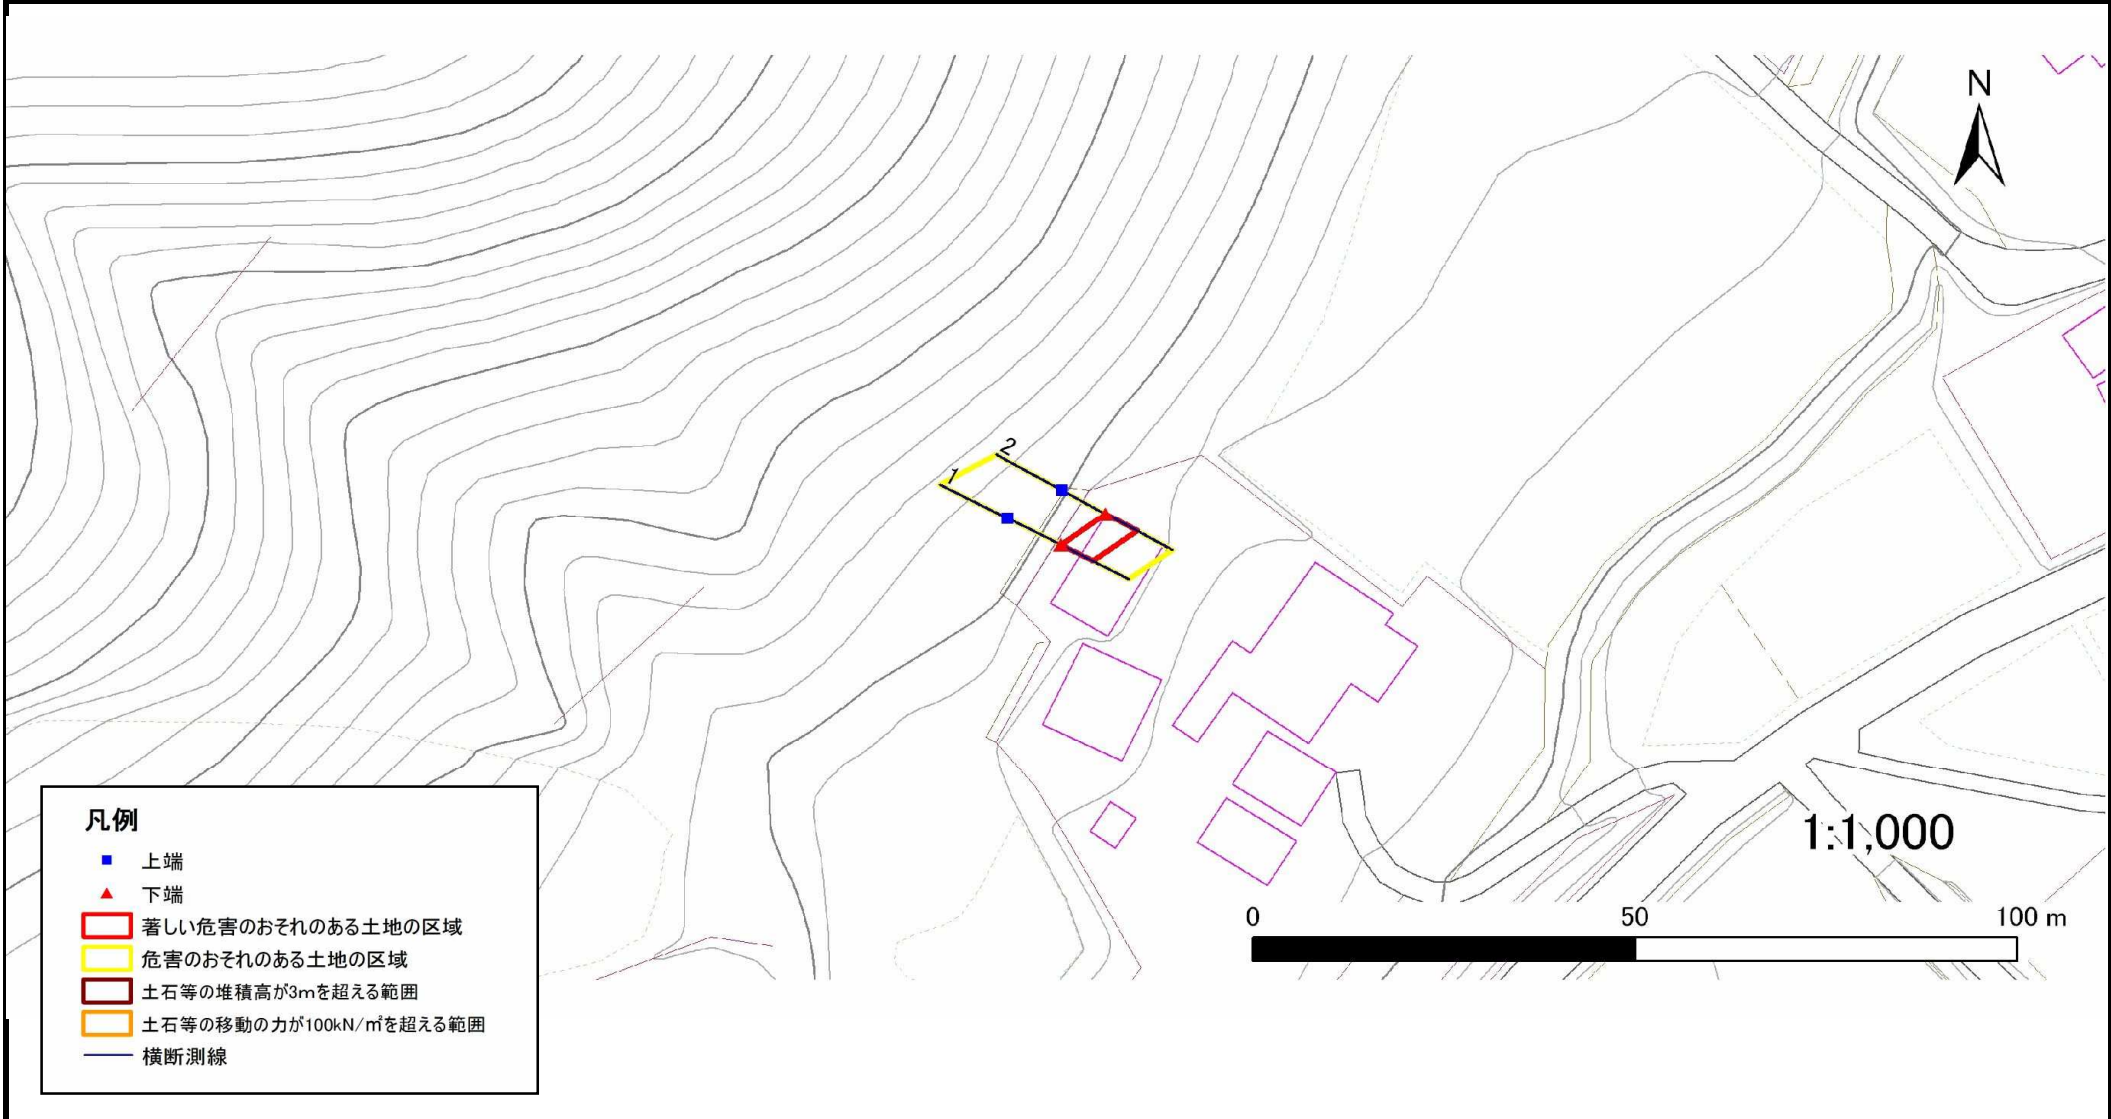 N
2
1
凡例
上端
下端
著しい危害のおそれのある土地の区域
危害のおそれのある土地の区域
土石等の堆積高が3mを超える範囲
土石等の移動の力が100kN/㎡を超える範囲
横断測線
1:1,000
0 50 100 m